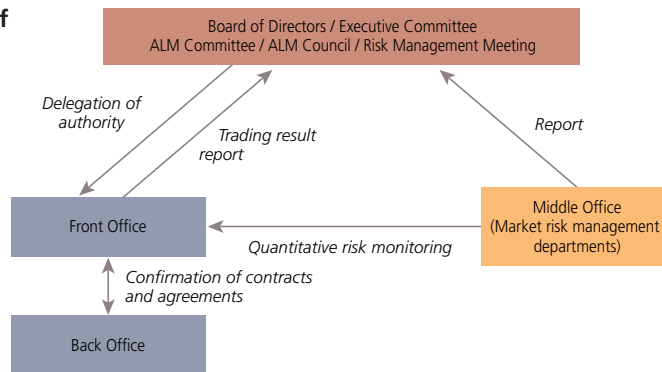 f
Board of Directors / Executive Committee
ALM Committee / ALM Council / Risk Management Meeting
Delegation of
authority
Trading result
report
Report
Front Office
Middle Office
(Market risk management
departments)
Quantitative risk monitoring
Confirmation of contracts
and agreements
Back Office